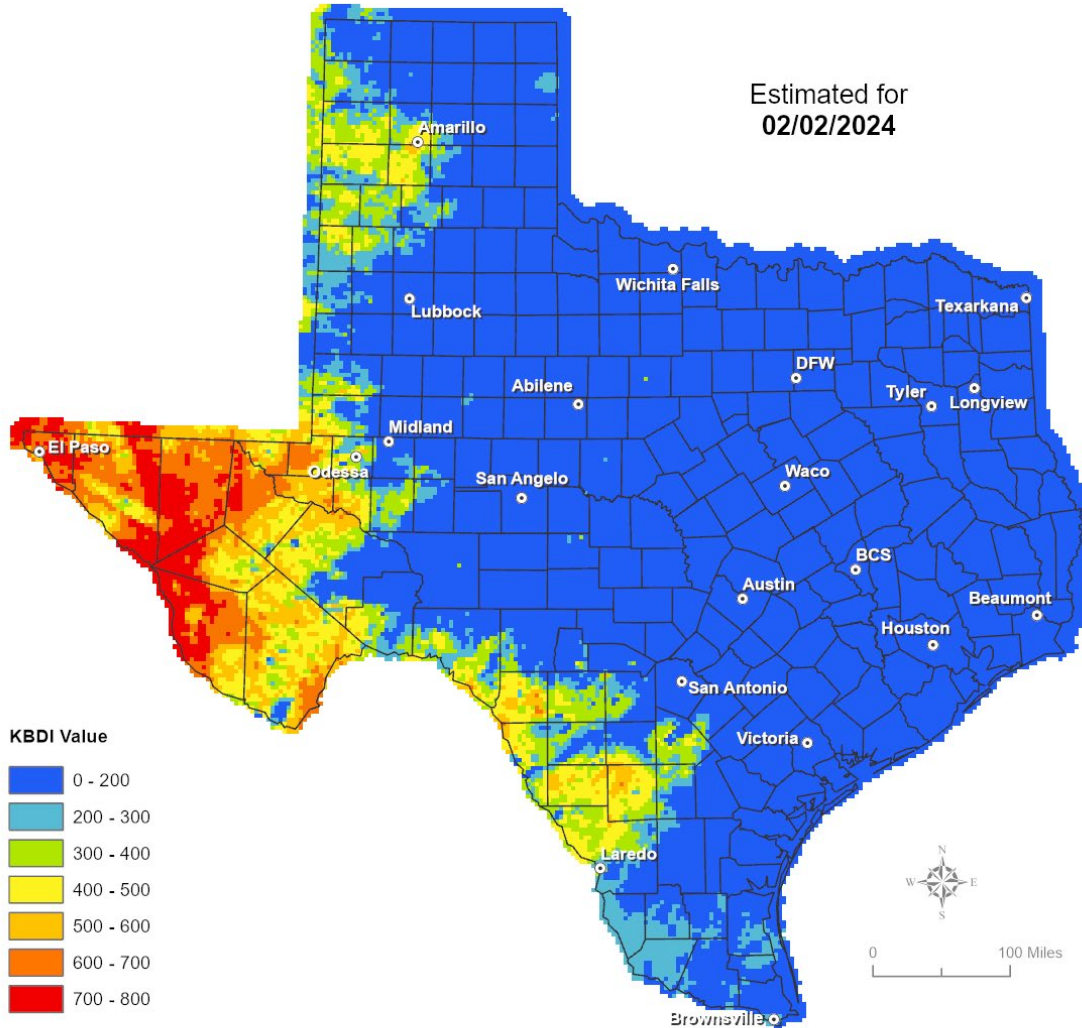 Estimated for
02/02/2024
Amarillo
Wichita Falls
Lubbock
Texarkana
DFW
Abilene
Tyler
Longview
Midland
El Paso
Odessa
San Angelo
Waco
BCS
Austin
Beaumont
Houston
San Antonio
Victoria
Laredo
Brownsville
KBDI Value
0 - 200
200 - 300
300 - 400
400 - 500
500 - 600
600 - 700
700 - 800
N
W E
S
0 100 Miles